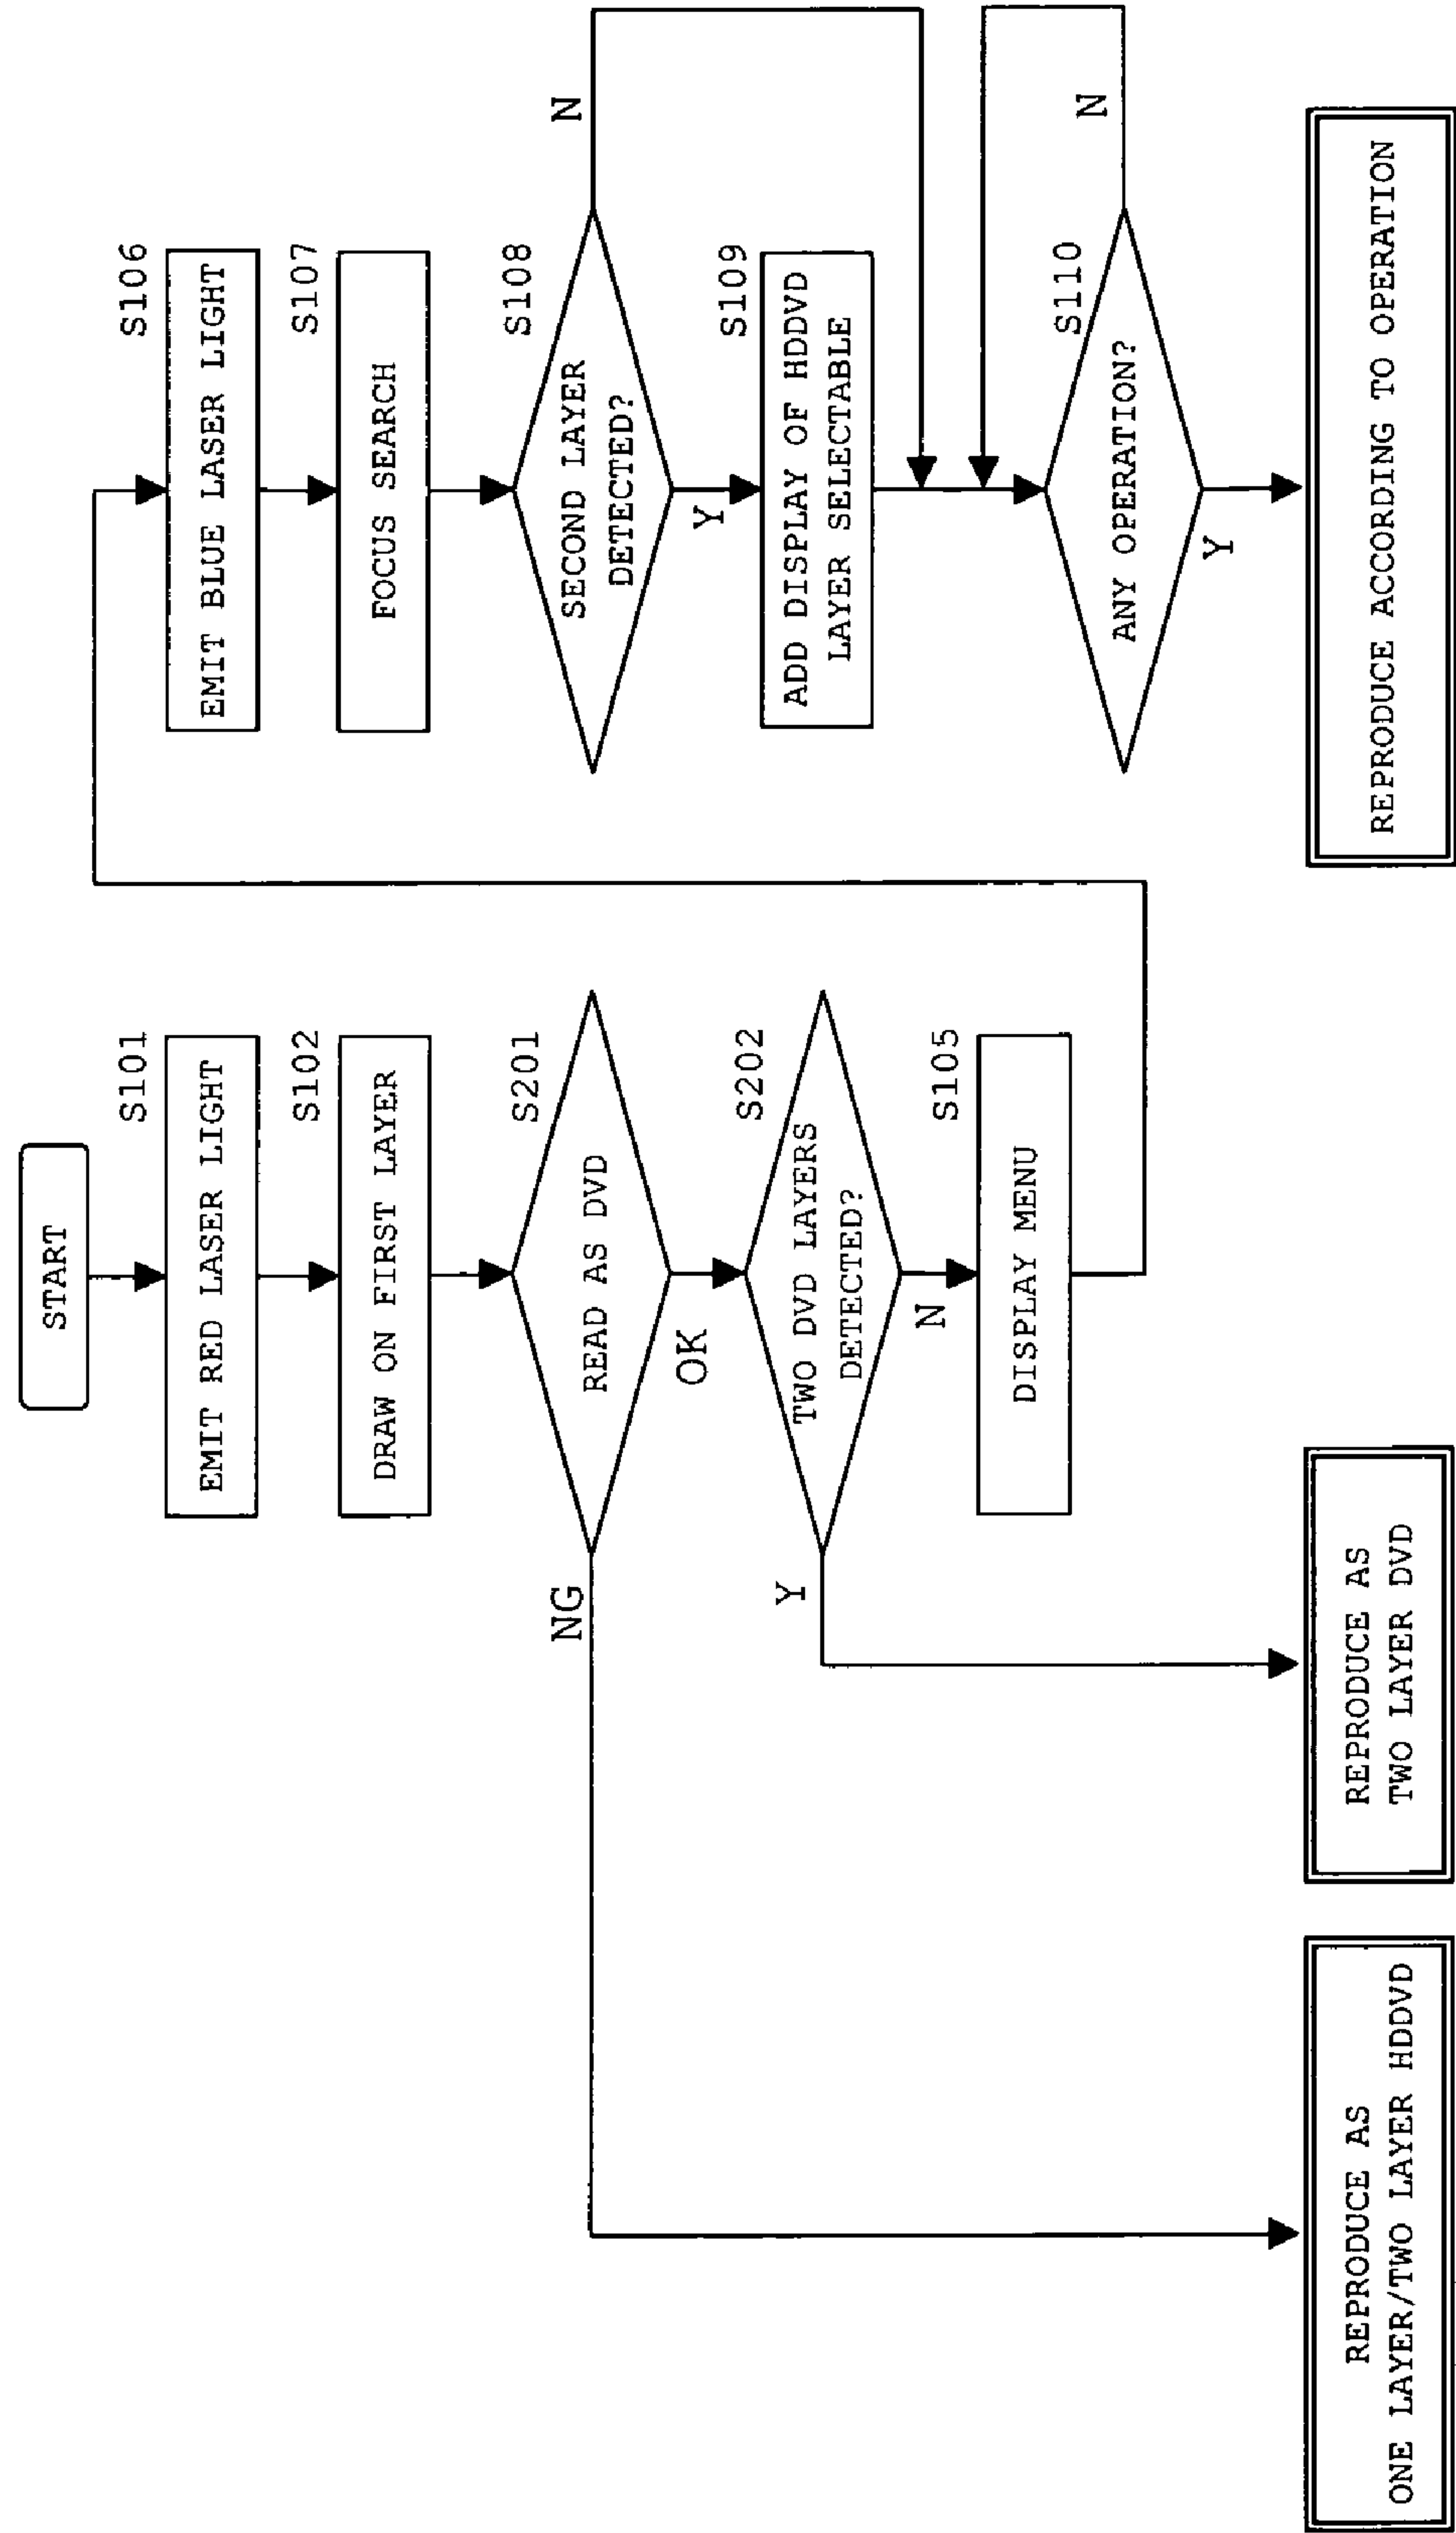 START
S101
EMIT RED LASER LIGHT
S102
DRAW ON FIRST LAYER
S201
READ AS DVD
NG
OK
S202
TWO DVD LAYERS
DETECTED?
Y
N
S105
DISPLAY MENU
S106
EMIT BLUE LASER LIGHT
S107
FOCUS SEARCH
S108
SECOND LAYER
DETECTED?
N
Y
S109
ADD DISPLAY OF HDDVD
LAYER SELECTABLE
S110
ANY OPERATION?
N
Y
REPRODUCE AS
ONE LAYER/TWO LAYER HDDVD
REPRODUCE AS
TWO LAYER DVD
REPRODUCE ACCORDING TO OPERATION